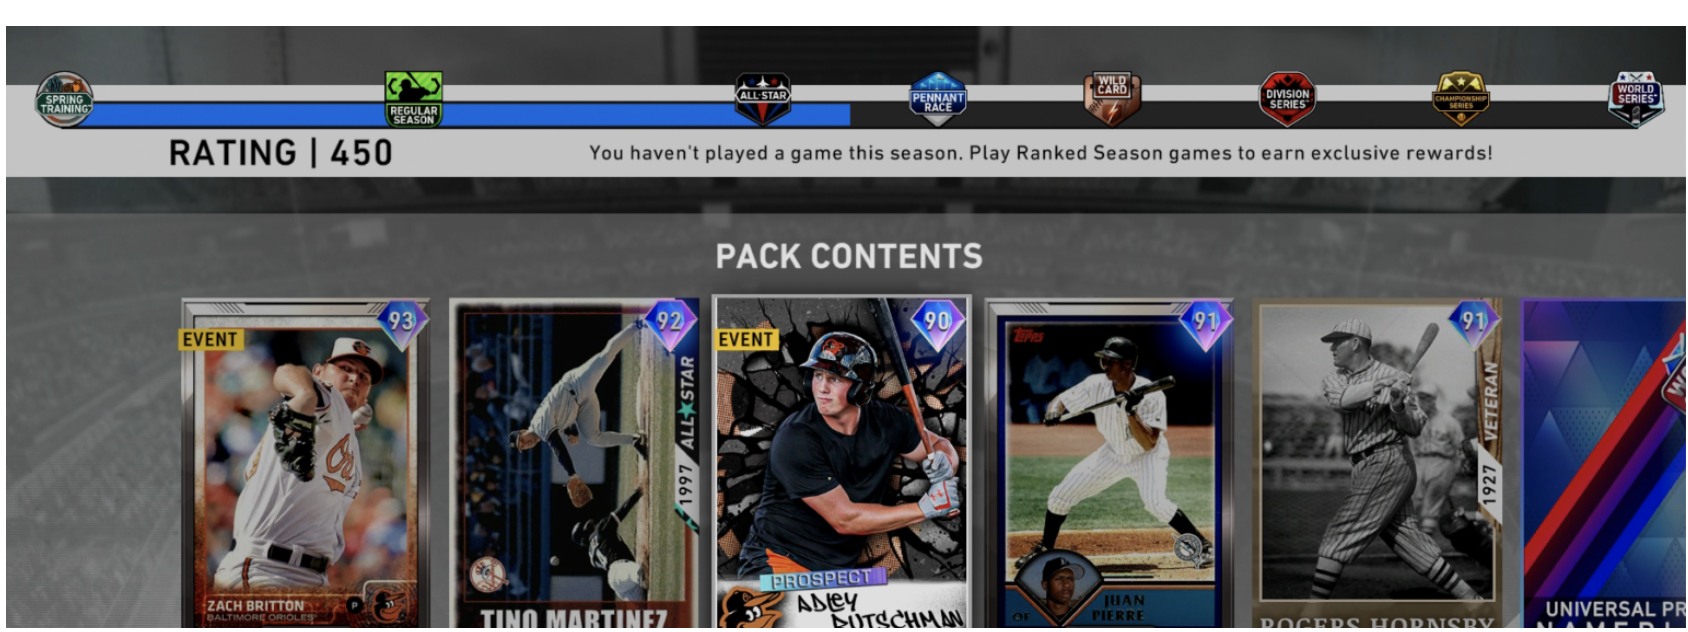 SPRING
TRAINING
REGULAR
SEASON
ALL-STAR
PENNANT
RACE
WILD
CARD
DIVISION
SERIES
CHAMPIONSHIP
SERIES
WORLD
SERIES
RATING | 450
You haven't played a game this season. Play Ranked Season games to earn exclusive rewards!
PACK CONTENTS
EVENT
93
ZACH BRITTON
P
BALTIMORE ORIOLES
92
1997 ALL★STAR
TINO MARTINEZ
EVENT
90
PROSPECT
ADLEY
RUTSCHMAN
Topps
91
JUAN
PIERRE
OF
91
1927 VETERAN
ROGERS HORNSBY
UNIVERSAL PR